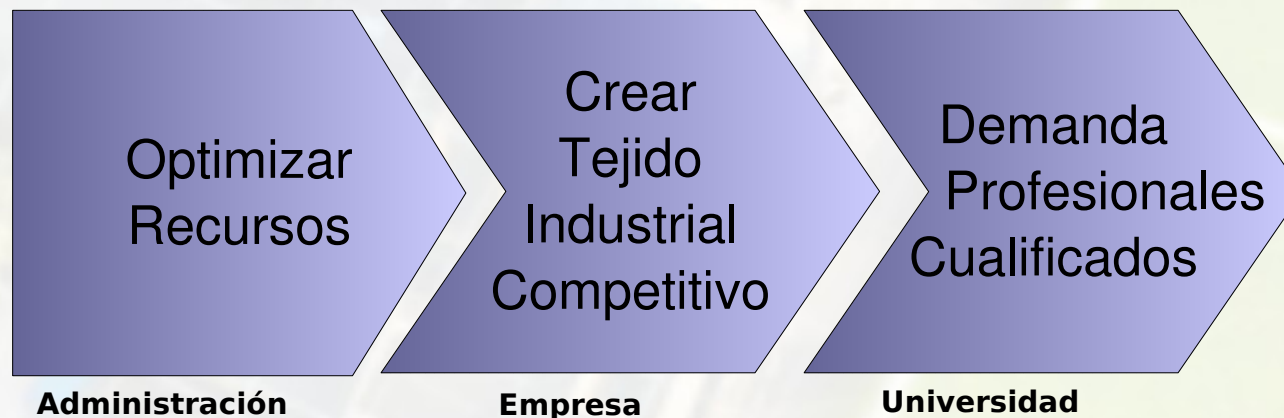 Optimizar
Recursos
Crear
Tejido
Industrial
Competitivo
Demanda
Profesionales
Cualificados
Administración
Empresa
Universidad